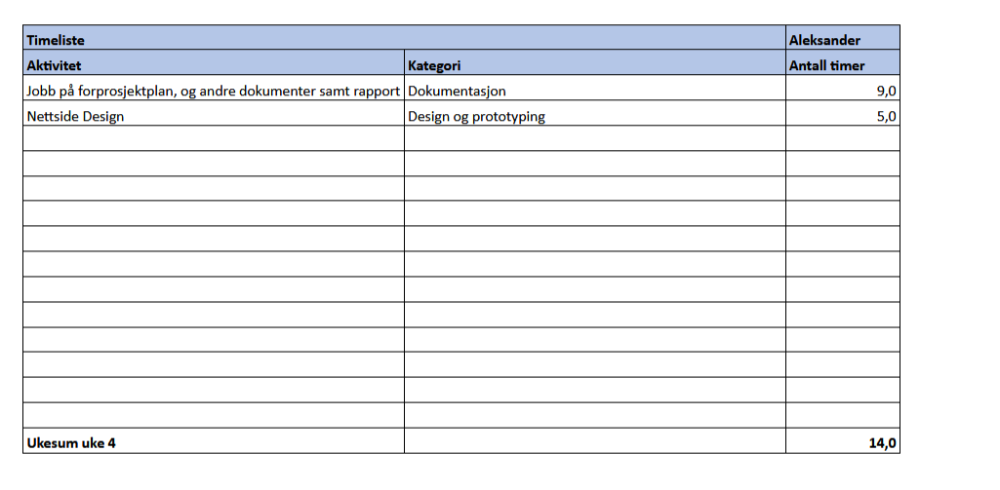 Timeliste Aleksander
Aktivitet Kategori Antall timer
Jobb på forprosjektplan, og andre dokumenter samt rapport Dokumentasjon 9,0
Nettside Design Design og prototyping 5,0
Ukesum uke 4 14,0